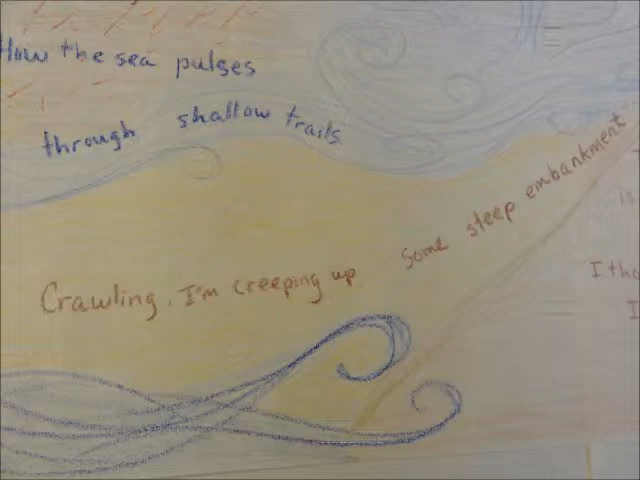 How the sea pulses
through shallow trails
Crawling, I'm creeping up some steep embankment
I